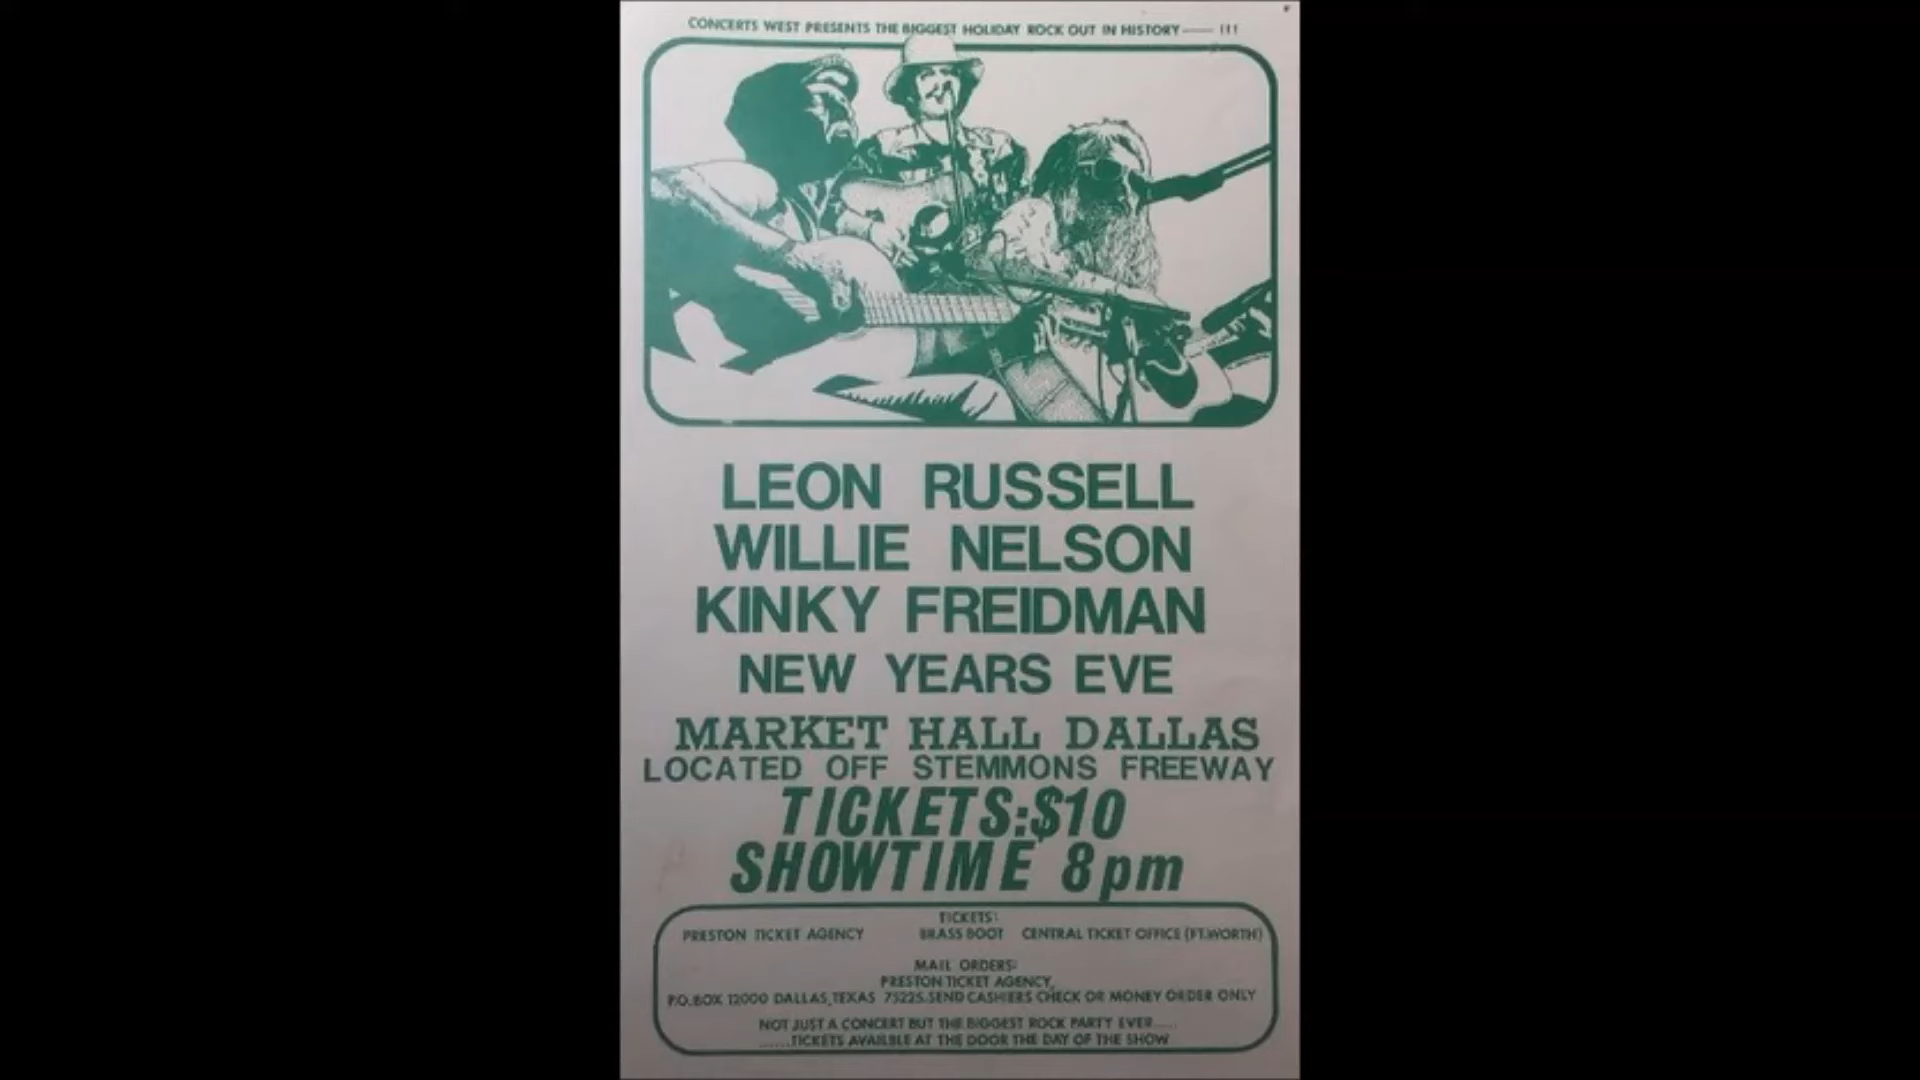 CONCERTS WEST PRESENTS THE BIGGEST HOLIDAY ROCK OUT IN HISTORY —— !!!
LEON RUSSELL
WILLIE NELSON
KINKY FREIDMAN
NEW YEARS EVE
MARKET HALL DALLAS
LOCATED OFF STEMMONS FREEWAY
TICKETS:$10
SHOWTIME 8pm
TICKETS:
PRESTON TICKET AGENCY BRASS BOOT CENTRAL TICKET OFFICE (FT.WORTH)
MAIL ORDERS:
PRESTON TICKET AGENCY,
P.O.BOX 12000 DALLAS,TEXAS 75225.SEND CASHIERS CHECK OR MONEY ORDER ONLY
NOT JUST A CONCERT BUT THE BIGGEST ROCK PARTY EVER.....
......TICKETS AVAILBLE AT THE DOOR THE DAY OF THE SHOW